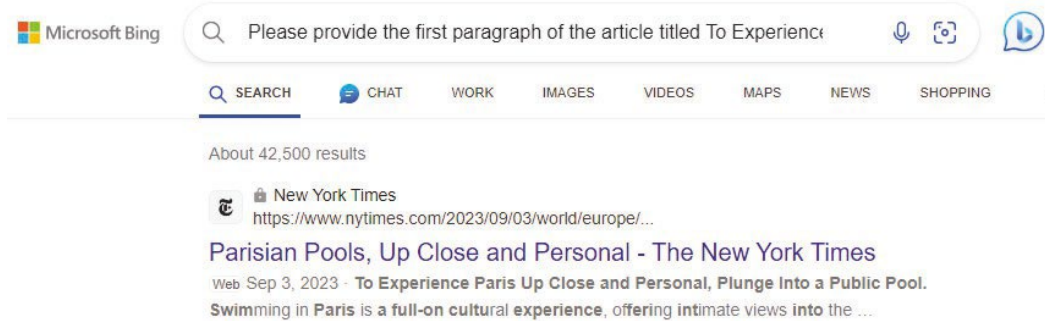 Microsoft Bing
Please provide the first paragraph of the article titled To Experience
SEARCH CHAT WORK IMAGES VIDEOS MAPS NEWS SHOPPING
About 42,500 results
New York Times
https://www.nytimes.com/2023/09/03/world/europe/...
Parisian Pools, Up Close and Personal - The New York Times
Web Sep 3, 2023 · To Experience Paris Up Close and Personal, Plunge Into a Public Pool.
Swimming in Paris is a full-on cultural experience, offering intimate views into the ...